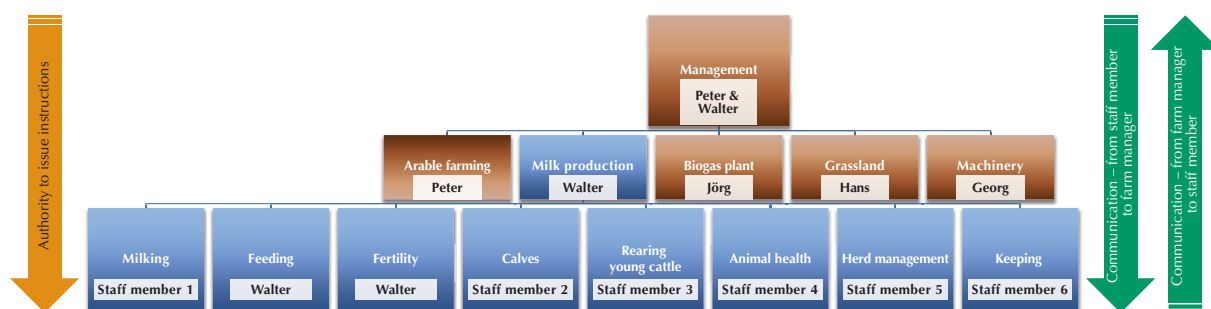 Authority to issue instructions
Management
Peter &
Walter
Arable farming
Peter
Milk production
Walter
Biogas plant
Jörg
Grassland
Hans
Machinery
Georg
Milking
Staff member 1
Feeding
Walter
Fertility
Walter
Calves
Staff member 2
Rearing
young cattle
Staff member 3
Animal health
Staff member 4
Herd management
Staff member 5
Keeping
Staff member 6
Communication – from staff member
to farm manager
Communication – from farm manager
to staff member